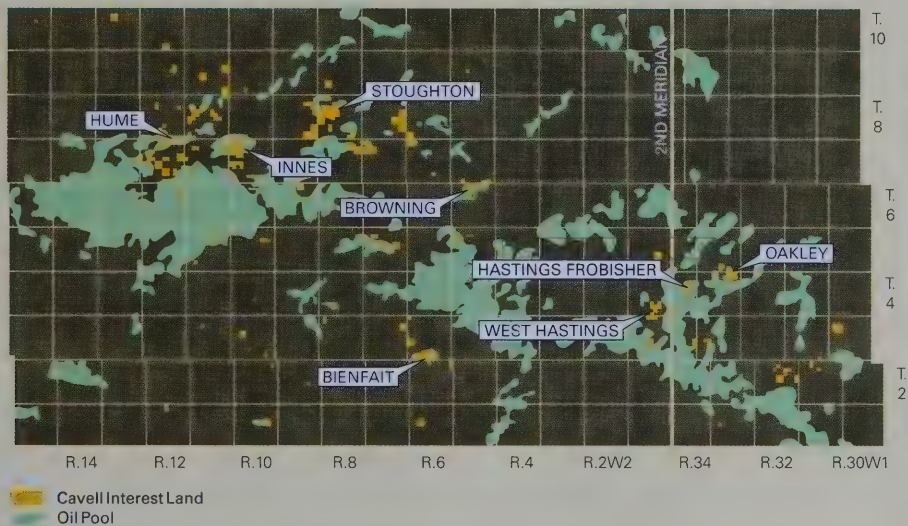 T.
10
2ND MERIDIAN
STOUGHTON
HUME
T.
8
INNES
BROWNING
T.
6
OAKLEY
HASTINGS FROBISHER
T.
4
WEST HASTINGS
BIENFAIT
T.
2
R.14 R.12 R.10 R.8 R.6 R.4 R.2W2 R.34 R.32 R.30W1
Cavell Interest Land
Oil Pool